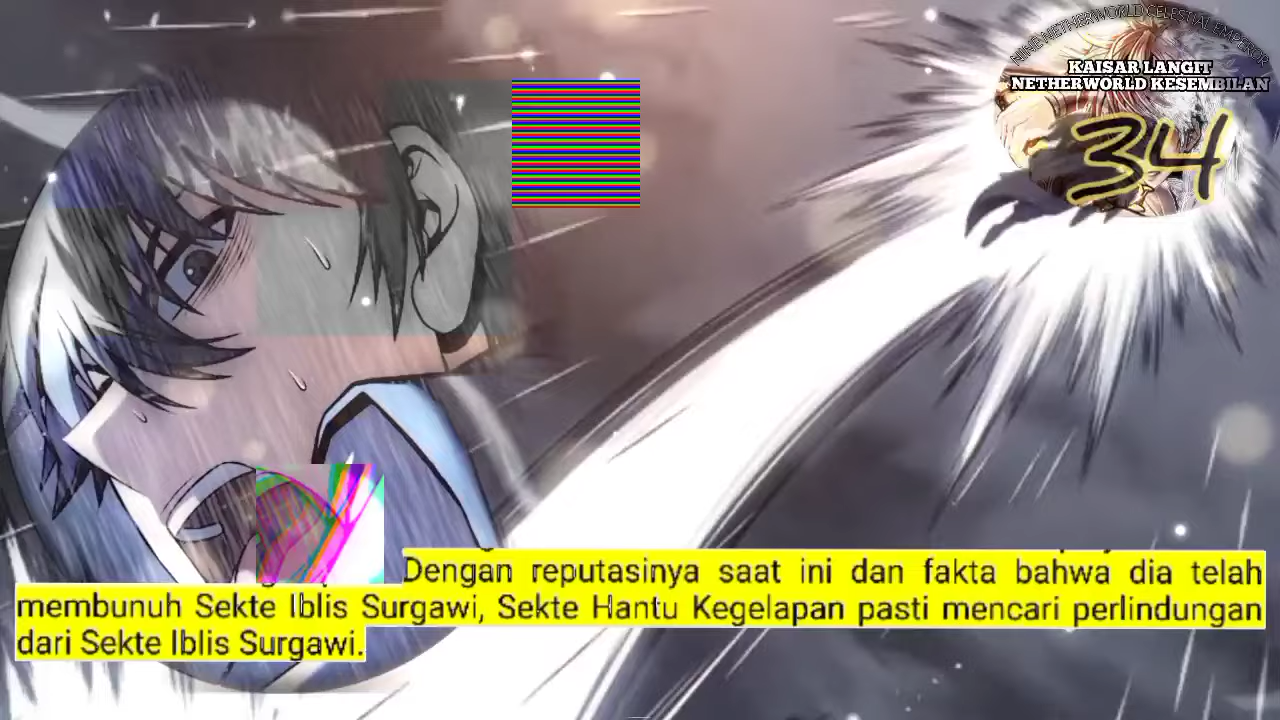 NINE NETHERWORLD CELESTIAL EMPEROR
KAISAR LANGIT
NETHERWORLD KESEMBILAN
34
Dengan reputasinya saat ini dan fakta bahwa dia telah
membunuh Sekte Iblis Surgawi, Sekte Hantu Kegelapan pasti mencari perlindungan
dari Sekte Iblis Surgawi.